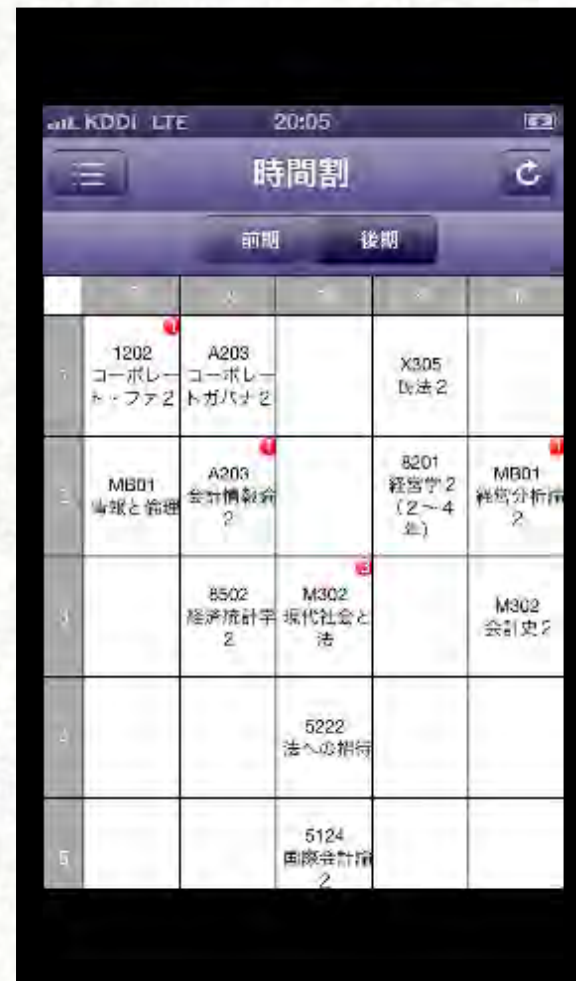 KDDI LTE 20:05
時間割
前期 後期
1202
コーポレー
ト・ファ2
A203
コーポレー
トガバナ2
X305
民法2
MB01
情報と倫理
A203
会計情報論
2
8201
経営学2
(2~4
年)
MB01
経営分析論
2
8502
経済統計学
2
M302
現代社会と
法
M302
会計史2
5222
法への招待
5
5124
国際会計論
2